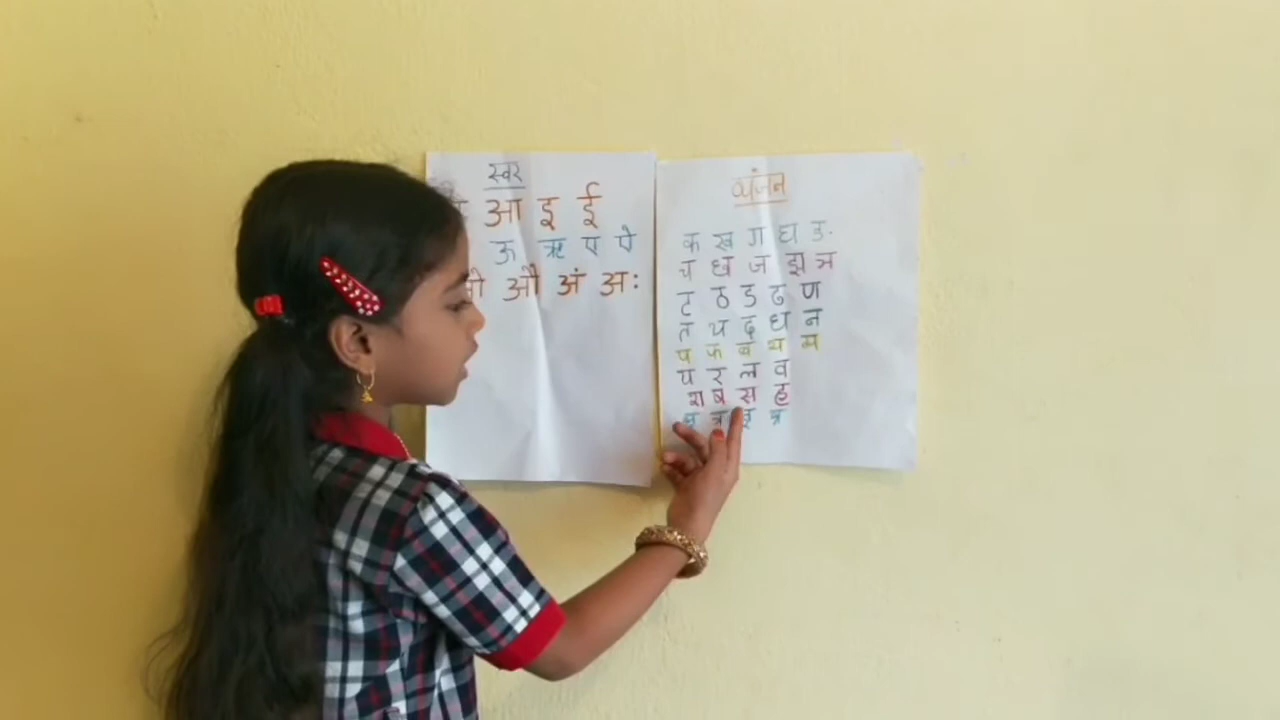 स्वर
आ इ ई
ऊ ऋ ए ऐ
औ अं अः
व्यंजन
क ख ग घ ङ
च छ ज झ ञ
ट ठ ड ढ ण
त थ द ध न
प फ ब भ म
य र ल व
श ष स ह
त्र